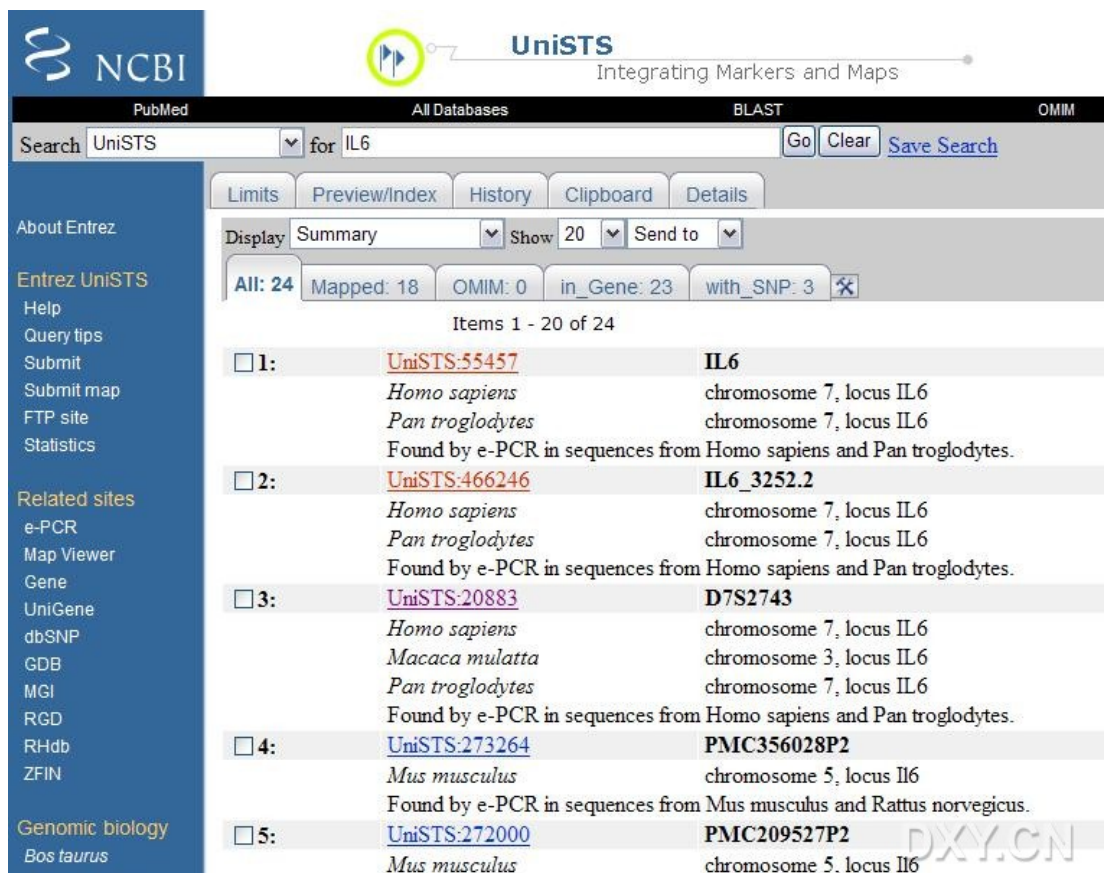 NCBI
UniSTS
Integrating Markers and Maps
PubMed All Databases BLAST OMIM
Search UniSTS for IL6 Go Clear Save Search
Limits Preview/Index History Clipboard Details
About Entrez
Display Summary Show 20 Send to
Entrez UniSTS
All: 24 Mapped: 18 OMIM: 0 in_Gene: 23 with_SNP: 3
Help
Items 1 - 20 of 24
Query tips
Submit
1: UniSTS:55457 IL6
Submit map
Homo sapiens chromosome 7, locus IL6
FTP site
Pan troglodytes chromosome 7, locus IL6
Statistics
Found by e-PCR in sequences from Homo sapiens and Pan troglodytes.
2: UniSTS:466246 IL6_3252.2
Related sites
Homo sapiens chromosome 7, locus IL6
e-PCR
Pan troglodytes chromosome 7, locus IL6
Map Viewer
Found by e-PCR in sequences from Homo sapiens and Pan troglodytes.
Gene
3: UniSTS:20883 D7S2743
UniGene
Homo sapiens chromosome 7, locus IL6
dbSNP
Macaca mulatta chromosome 3, locus IL6
GDB
Pan troglodytes chromosome 7, locus IL6
MGI
Found by e-PCR in sequences from Homo sapiens and Pan troglodytes.
RGD
4: UniSTS:273264 PMC356028P2
RHdb
Mus musculus chromosome 5, locus Il6
ZFIN
Found by e-PCR in sequences from Mus musculus and Rattus norvegicus.
Genomic biology
5: UniSTS:272000 PMC209527P2
Bos taurus
Mus musculus chromosome 5, locus Il6
DXY.CN